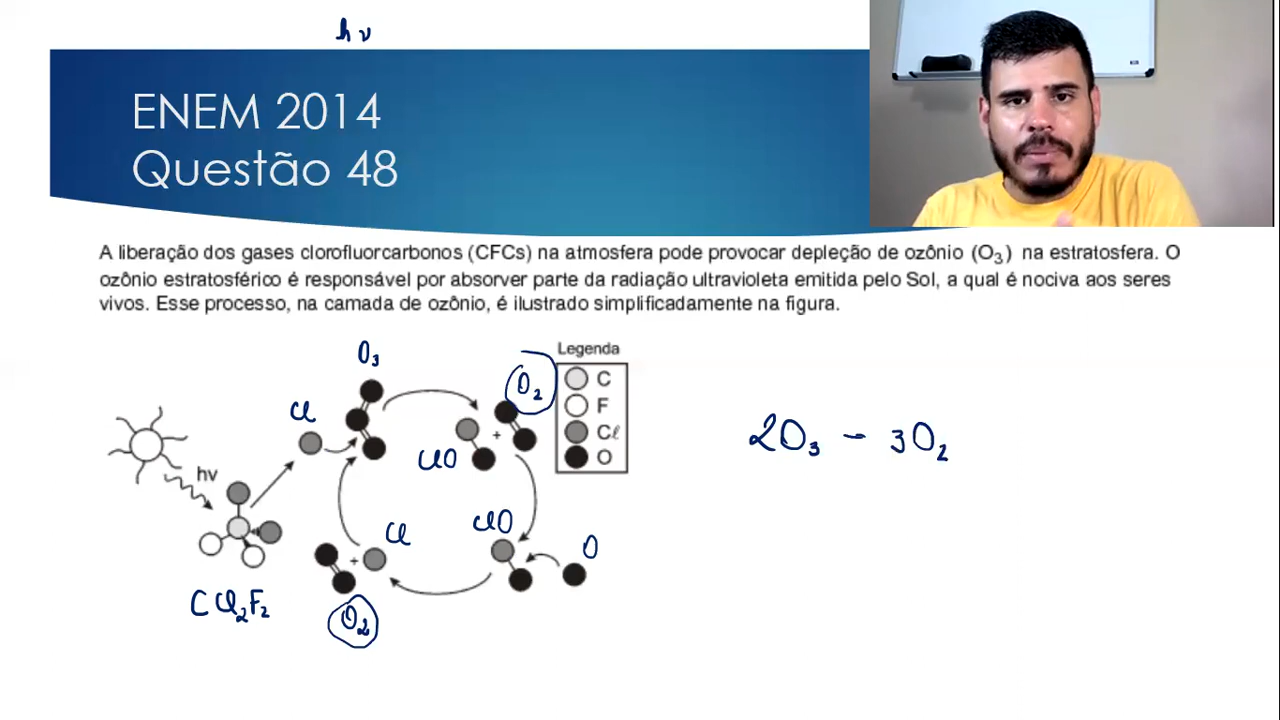 hν
ENEM 2014
Questão 48
A liberação dos gases clorofluorcarbonos (CFCs) na atmosfera pode provocar depleção de ozônio (O₃) na estratosfera. O
ozônio estratosférico é responsável por absorver parte da radiação ultravioleta emitida pelo Sol, a qual é nociva aos seres
vivos. Esse processo, na camada de ozônio, é ilustrado simplificadamente na figura.
O₃
Legenda
C
F
Cℓ
O
O₂
Cl
+
ClO
hν
2O₃ – 3O₂
ClO
O
Cl
+
CCl₂F₂
O₂